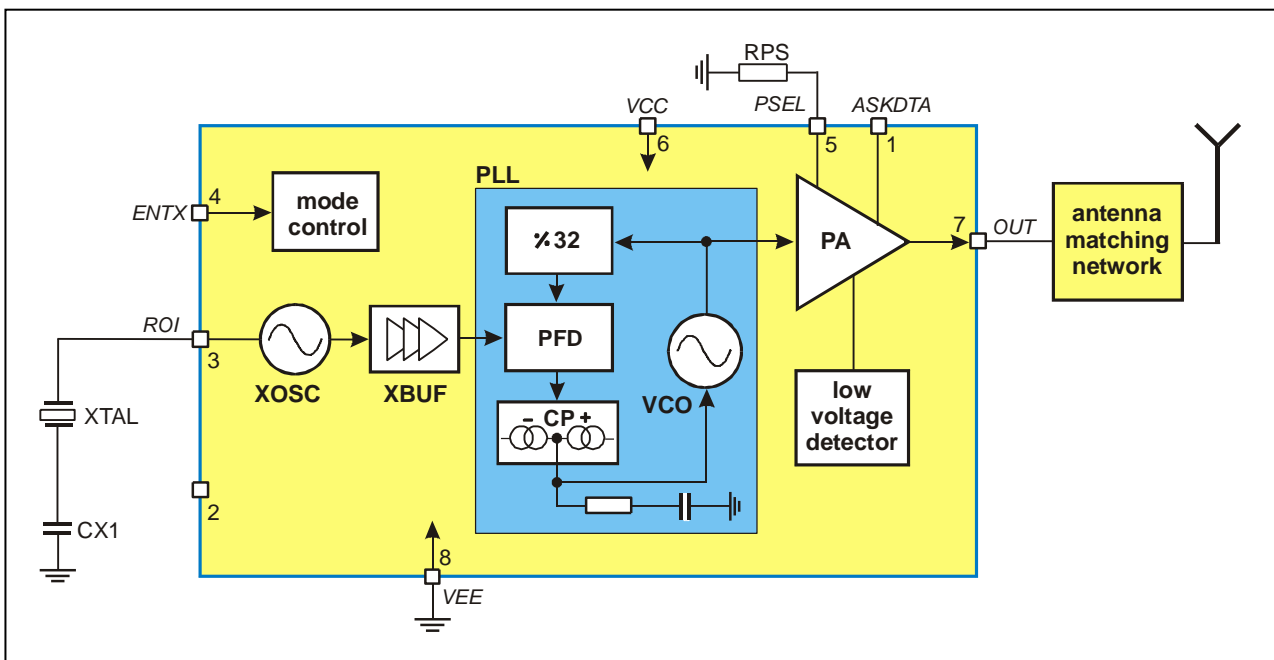 RPS
VCC
PSEL
ASKDTA
6
5
1
PLL
ENTX
4
mode
control
÷32
PA
7
OUT
antenna
matching
network
ROI
3
XOSC
XBUF
PFD
VCO
- CP +
low
voltage
detector
XTAL
2
CX1
8
VEE